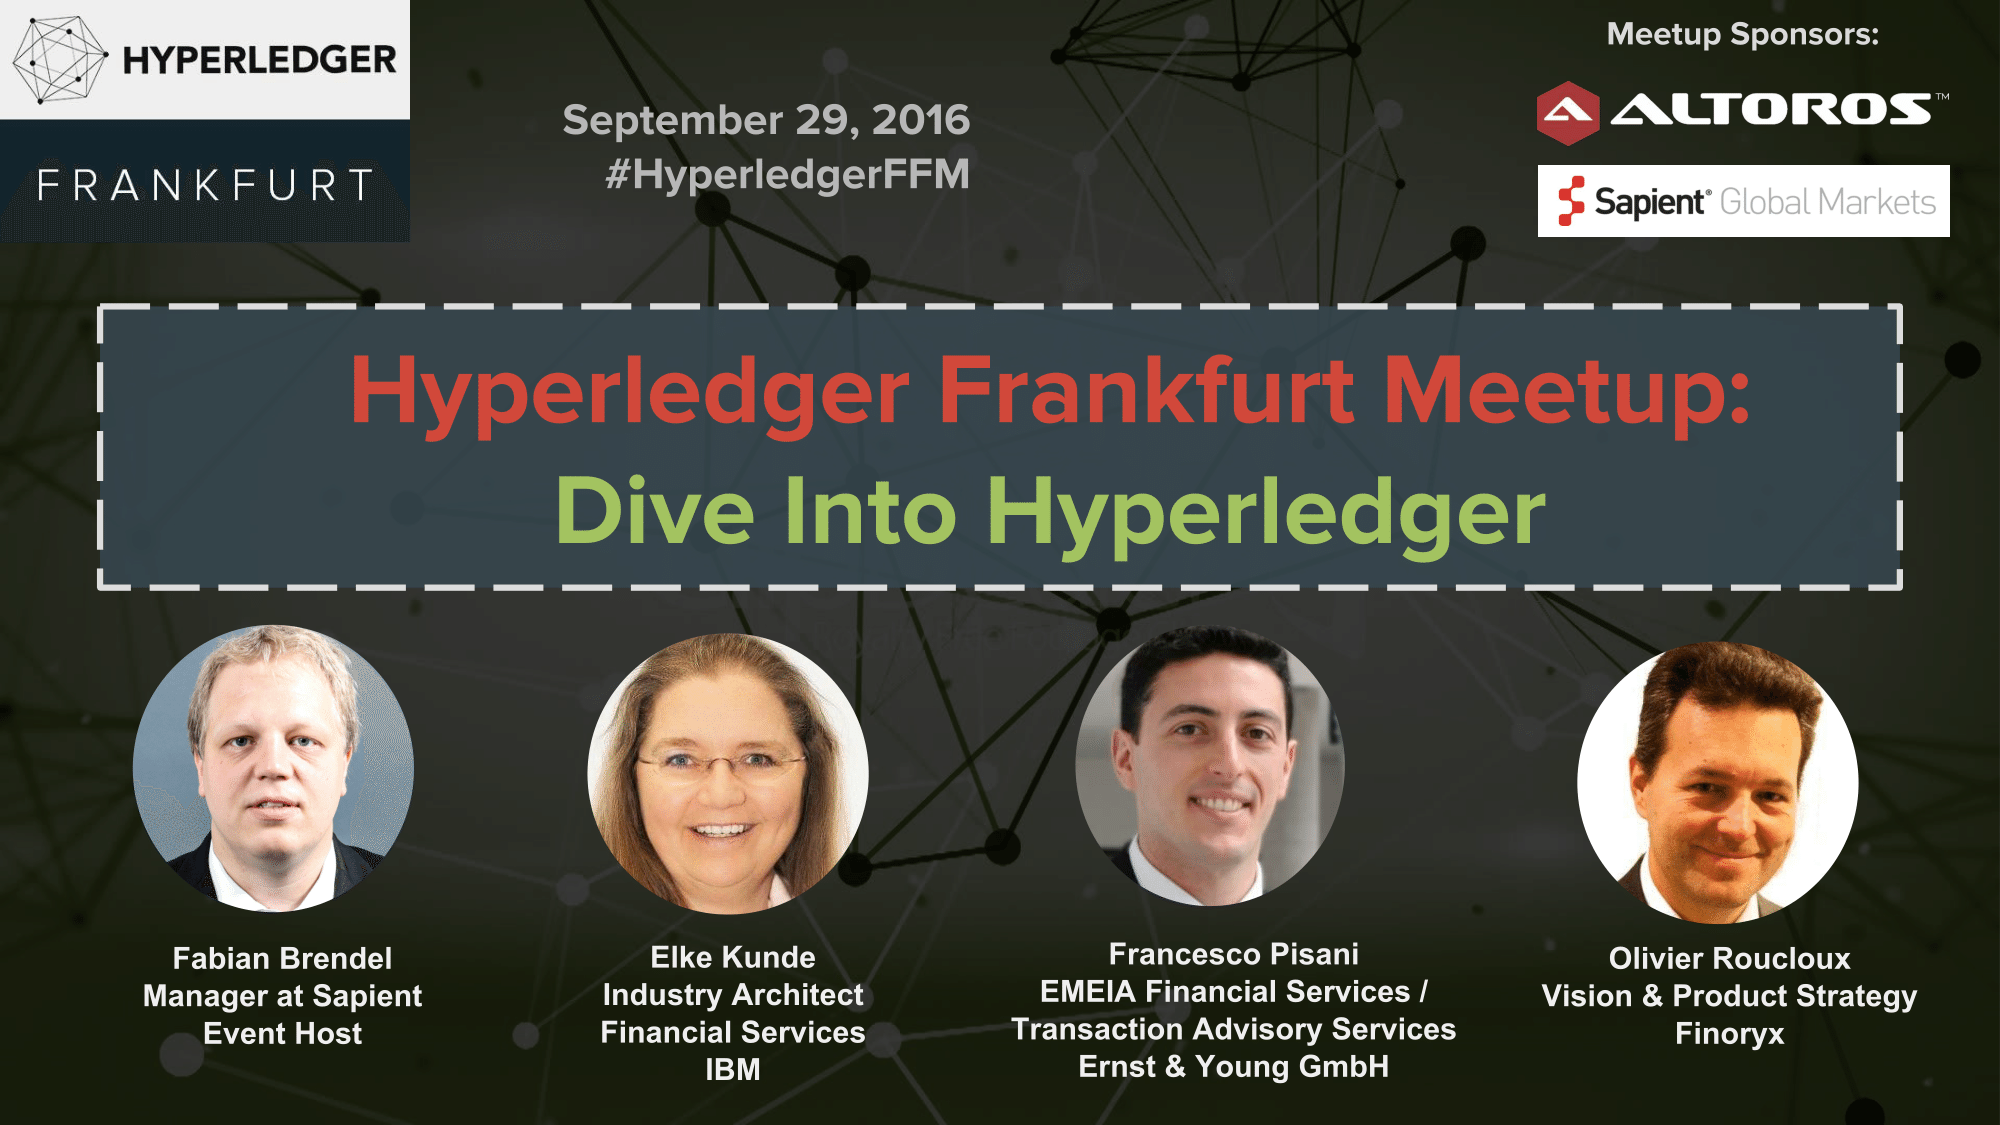 HYPERLEDGER
FRANKFURT
September 29, 2016
#HyperledgerFFM
Meetup Sponsors:
ALTOROS™
Sapient® Global Markets
Hyperledger Frankfurt Meetup:
Dive Into Hyperledger
Fabian Brendel
Manager at Sapient
Event Host
Elke Kunde
Industry Architect
Financial Services
IBM
Francesco Pisani
EMEIA Financial Services /
Transaction Advisory Services
Ernst & Young GmbH
Olivier Roucloux
Vision & Product Strategy
Finoryx